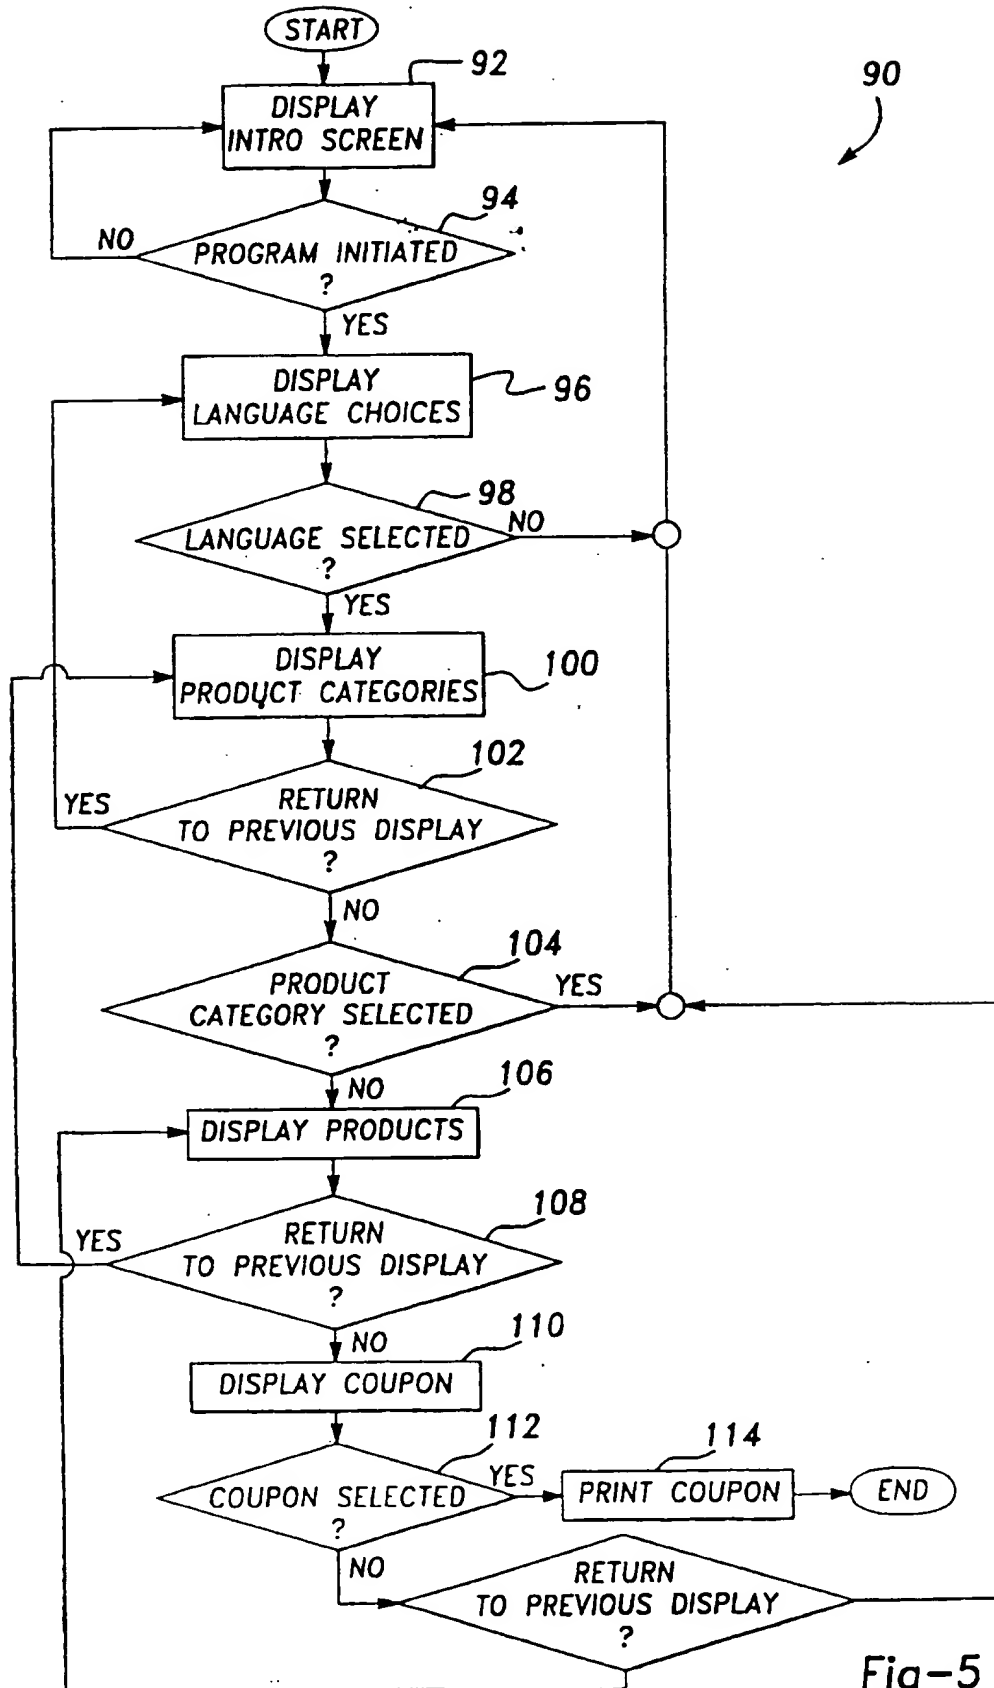 START
92
90
DISPLAY
INTRO SCREEN
94
NO
PROGRAM INITIATED
?
YES
DISPLAY
LANGUAGE CHOICES
96
98
NO
LANGUAGE SELECTED
?
YES
DISPLAY
PRODUCT CATEGORIES
100
102
YES
RETURN
TO PREVIOUS DISPLAY
?
NO
104
PRODUCT
CATEGORY SELECTED
?
YES
NO
106
DISPLAY PRODUCTS
108
YES
RETURN
TO PREVIOUS DISPLAY
?
NO
110
DISPLAY COUPON
112
114
YES
COUPON SELECTED
?
PRINT COUPON
END
NO
RETURN
TO PREVIOUS DISPLAY
?
Fig-5